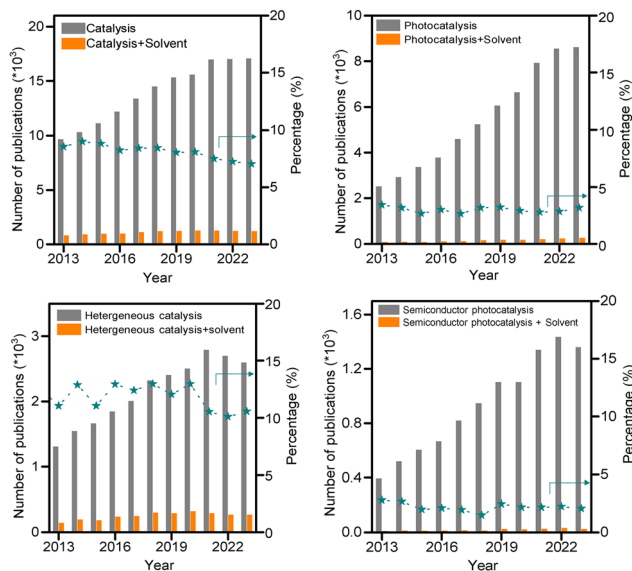 Catalysis
Catalysis+Solvent
Number of publications (*10³)
0
5
10
15
20
Percentage (%)
0
5
10
15
20
2013
2016
2019
2022
Year
Photocatalysis
Photocatalysis+Solvent
Number of publications (*10³)
0
2
4
6
8
10
Percentage (%)
0
5
10
15
20
2013
2016
2019
2022
Year
Hetergeneous catalysis
Hetergeneous catalysis+solvent
Number of publications (*10³)
0
1
2
3
Percentage (%)
0
5
10
15
20
2013
2016
2019
2022
Year
Semiconductor photocatalysis
Semiconductor photocatalysis + Solvent
Number of publications (*10³)
0.0
0.4
0.8
1.2
1.6
Percentage (%)
0
5
10
15
20
2013
2016
2019
2022
Year